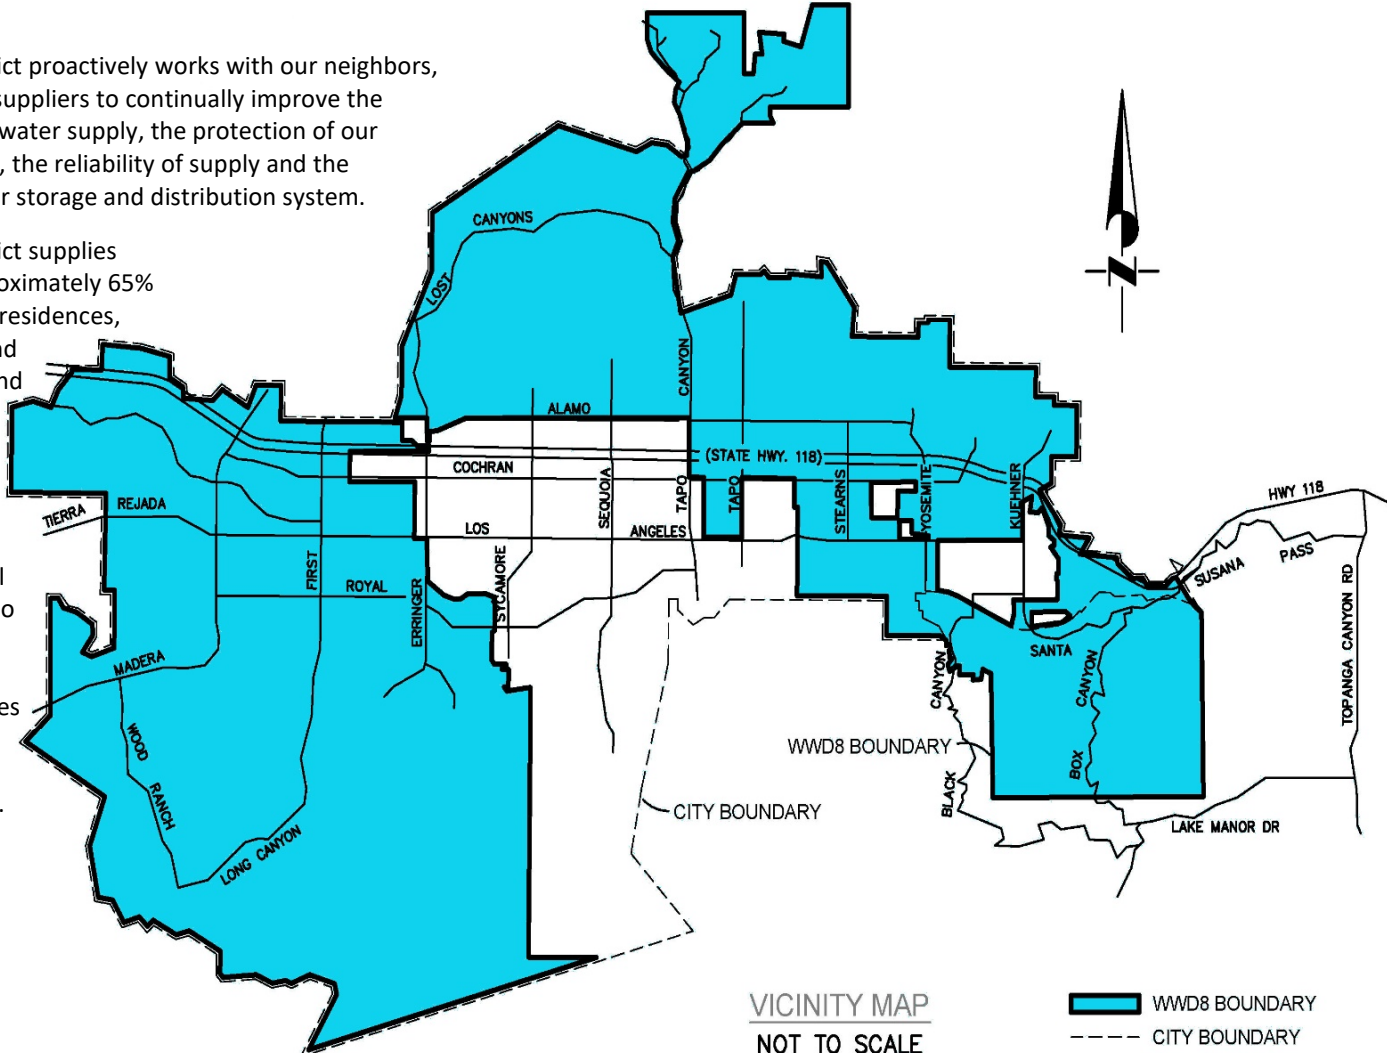 ict proactively works with our neighbors,
suppliers to continually improve the
water supply, the protection of our
, the reliability of supply and the
r storage and distribution system.
ict supplies
oximately 65%
residences,
nd
nd
l
o
es
.
CANYONS
LOST
CANYON
ALAMO
(STATE HWY. 118)
COCHRAN
SEQUOIA
TAPO
TAPO
STEARNS
YOSEMITE
KUEHNER
HWY 118
TIERRA
REJADA
LOS
ANGELES
SUSANA
PASS
FIRST
ROYAL
ERRINGER
SYCAMORE
MADERA
SANTA
TOPANGA CANYON RD
CANYON
CANYON
WOOD
RANCH
WWD8 BOUNDARY
BOX
BLACK
CITY BOUNDARY
LAKE MANOR DR
LONG CANYON
N
VICINITY MAP
NOT TO SCALE
WWD8 BOUNDARY
CITY BOUNDARY